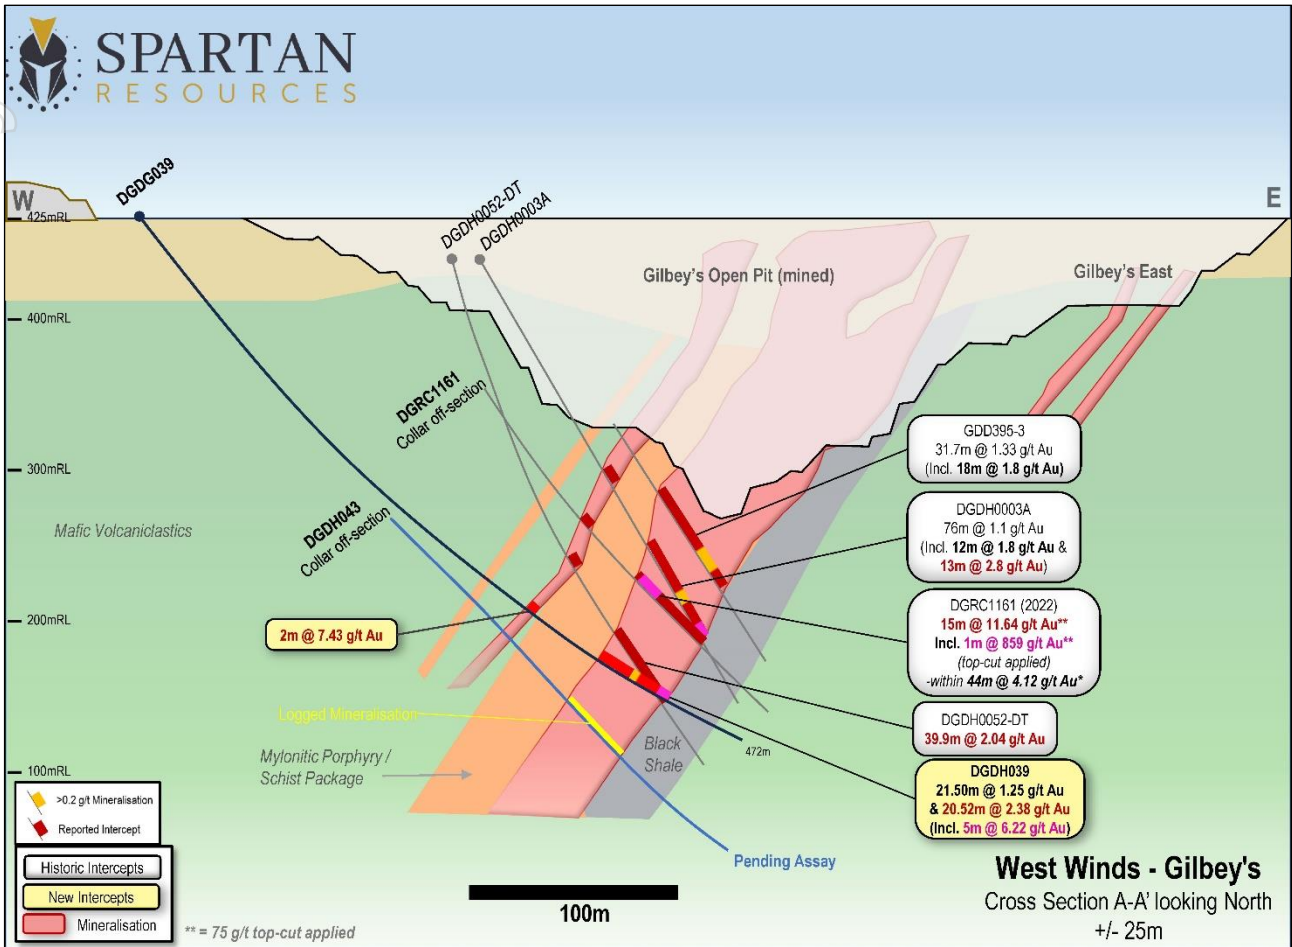 SPARTAN
RESOURCES
W
E
425mRL
400mRL
300mRL
200mRL
100mRL
DGDG039
DGDH0052-DT
DGDH0003A
Gilbey's Open Pit (mined)
Gilbey's East
DGRC1161
Collar off-section
DGDH043
Collar off-section
Mafic Volcaniclastics
2m @ 7.43 g/t Au
Logged Mineralisation
Mylonitic Porphyry /
Schist Package
Black
Shale
472m
Pending Assay
GDD395-3
31.7m @ 1.33 g/t Au
(Incl. 18m @ 1.8 g/t Au)
DGDH0003A
76m @ 1.1 g/t Au
(Incl. 12m @ 1.8 g/t Au &
13m @ 2.8 g/t Au)
DGRC1161 (2022)
15m @ 11.64 g/t Au**
Incl. 1m @ 859 g/t Au**
(top-cut applied)
-within 44m @ 4.12 g/t Au*
DGDH0052-DT
39.9m @ 2.04 g/t Au
DGDH039
21.50m @ 1.25 g/t Au
& 20.52m @ 2.38 g/t Au
(Incl. 5m @ 6.22 g/t Au)
>0.2 g/t Mineralisation
Reported Intercept
Historic Intercepts
New Intercepts
Mineralisation
** = 75 g/t top-cut applied
100m
West Winds - Gilbey's
Cross Section A-A' looking North
+/- 25m